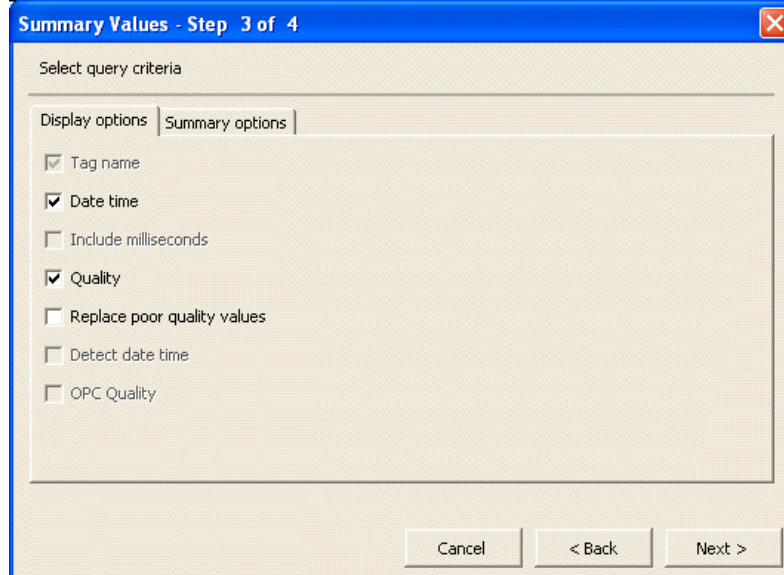 Summary Values - Step 3 of 4
Select query criteria
Display options Summary options
Tag name
Date time
Include milliseconds
Quality
Replace poor quality values
Detect date time
OPC Quality
Cancel < Back Next >